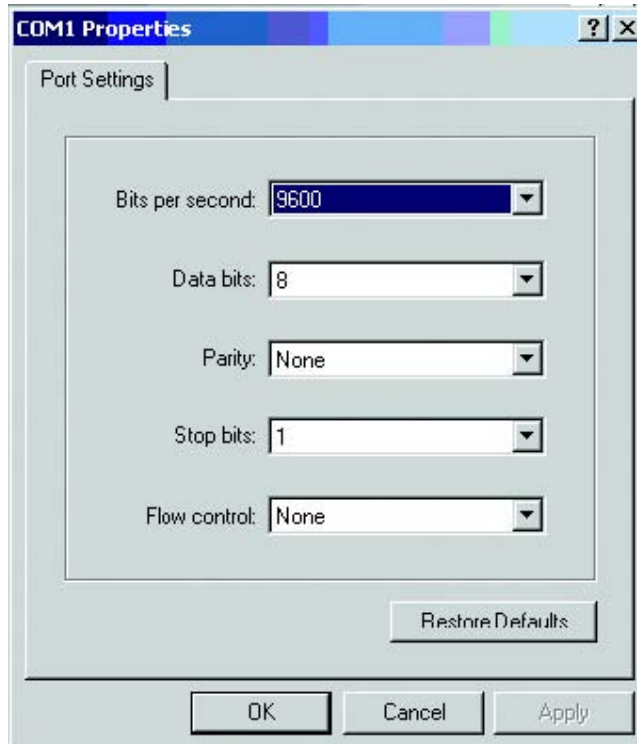 COM1 Properties
Port Settings
Bits per second: 9600
Data bits: 8
Parity: None
Stop bits: 1
Flow control: None
Restore Defaults
OK Cancel Apply